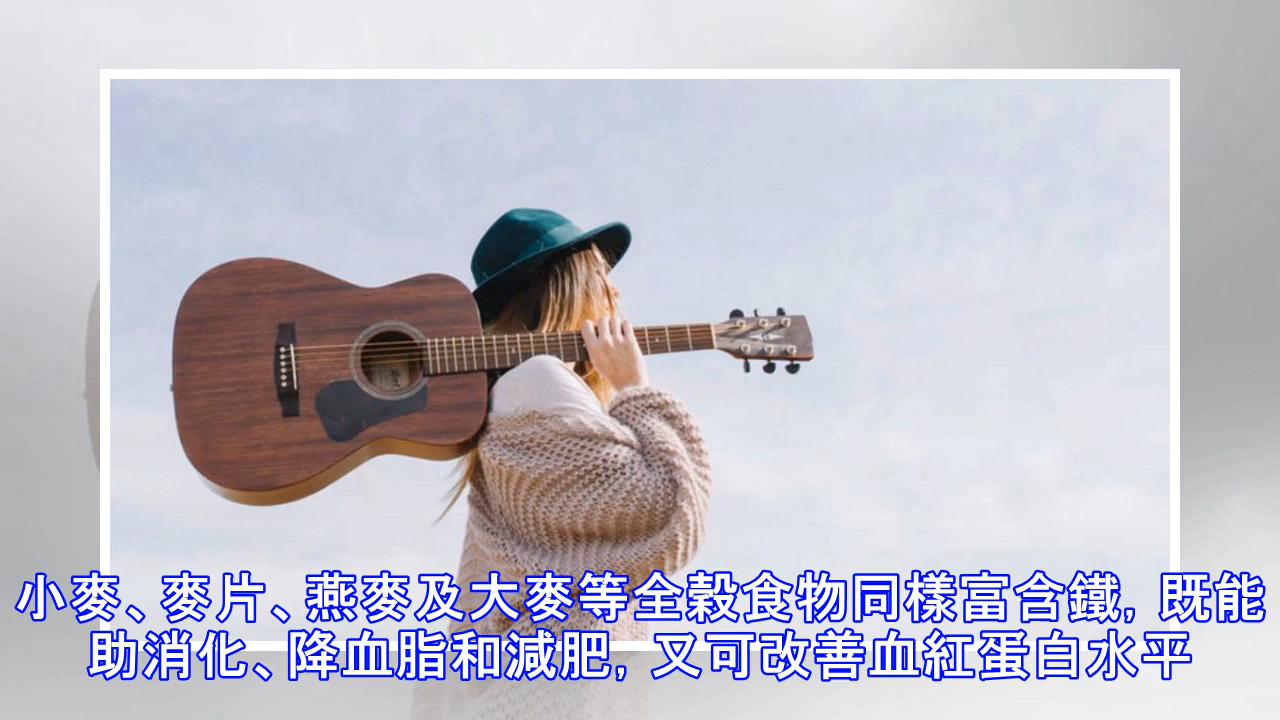 小麥、麥片、燕麥及大麥等全穀食物同樣富含鐵, 既能
助消化、降血脂和減肥, 又可改善血紅蛋白水平